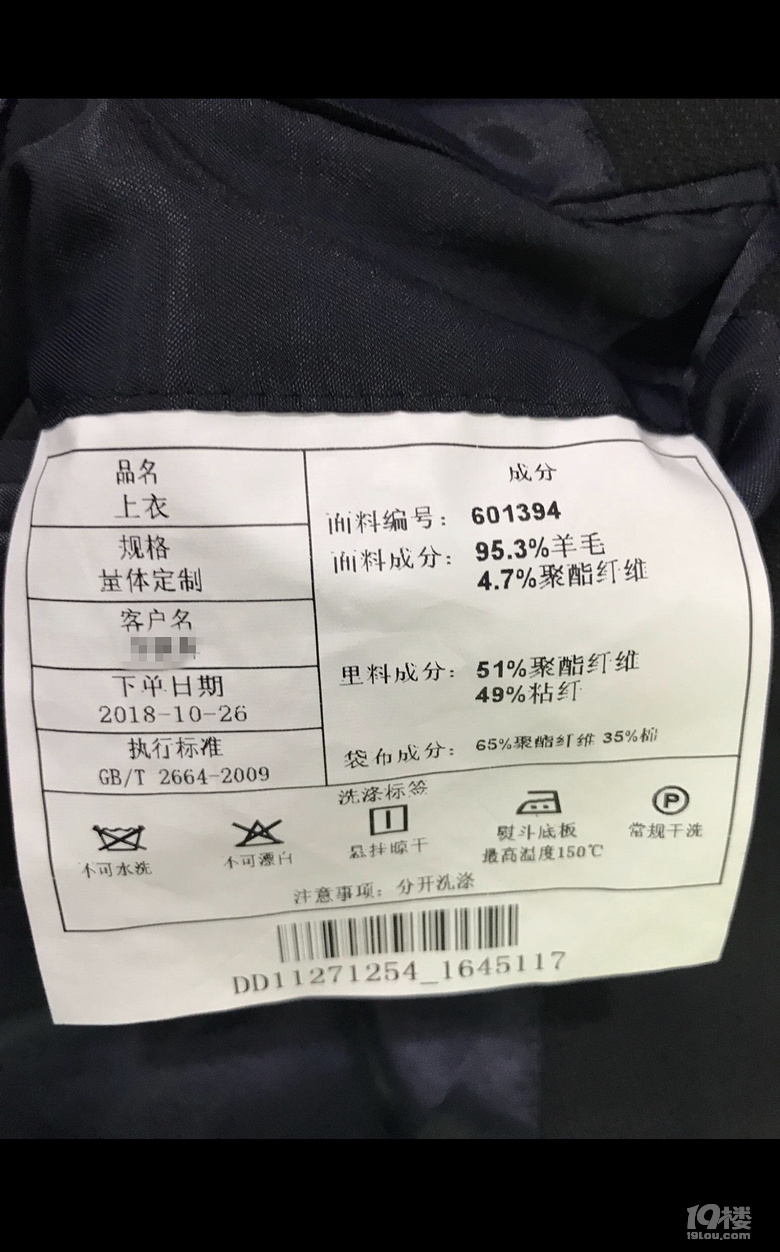 品名
上衣
规格
量体定制
客户名
下单日期
2018-10-26
执行标准
GB/T 2664-2009
成分
面料编号: 601394
面料成分: 95.3%羊毛
4.7%聚酯纤维
里料成分: 51%聚酯纤维
49%粘纤
袋布成分: 65%聚酯纤维 35%棉
洗涤标签
不可水洗
不可漂白
悬挂晾干
熨斗底板
最高温度150℃
P
常规干洗
注意事项: 分开洗涤
DD11271254_1645117
19楼
19lou.com